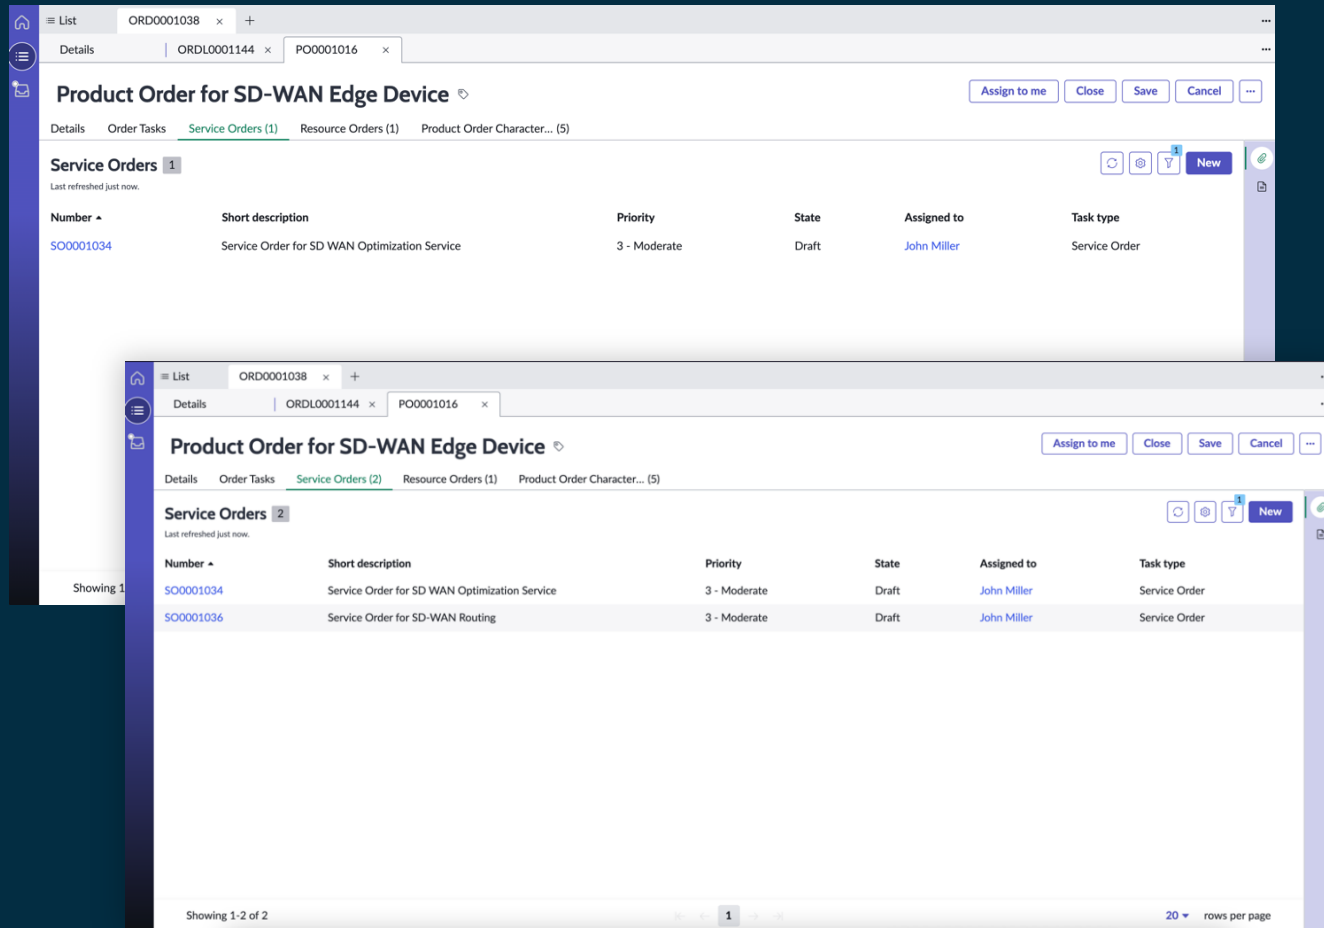 List ORD0001038 × +
Details ORDL0001144 × PO0001016 ×
Product Order for SD-WAN Edge Device
Assign to me Close Save Cancel
Details Order Tasks Service Orders (1) Resource Orders (1) Product Order Character... (5)
Service Orders 1
1
New
Last refreshed just now.
Number Short description Priority State Assigned to Task type
SO0001034 Service Order for SD WAN Optimization Service 3 - Moderate Draft John Miller Service Order
Showing 1
List ORD0001038 × +
Details ORDL0001144 × PO0001016 ×
Product Order for SD-WAN Edge Device
Assign to me Close Save Cancel
Details Order Tasks Service Orders (2) Resource Orders (1) Product Order Character... (5)
Service Orders 2
1
New
Last refreshed just now.
Number Short description Priority State Assigned to Task type
SO0001034 Service Order for SD WAN Optimization Service 3 - Moderate Draft John Miller Service Order
SO0001036 Service Order for SD-WAN Routing 3 - Moderate Draft John Miller Service Order
Showing 1-2 of 2 1 20 rows per page